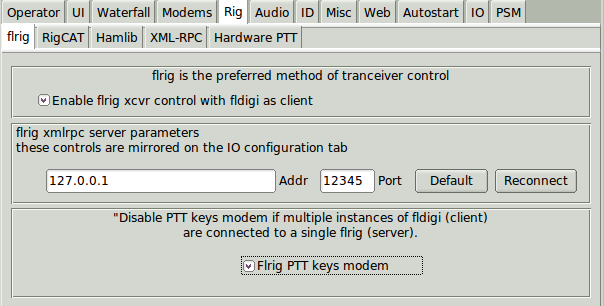 Operator UI Waterfall Modems Rig Audio ID Misc Web Autostart IO PSM
flrig RigCAT Hamlib XML-RPC Hardware PTT
flrig is the preferred method of tranceiver control
Enable flrig xcvr control with fldigi as client
flrig xmlrpc server parameters
these controls are mirrored on the IO configuration tab
127.0.0.1 Addr 12345 Port Default Reconnect
"Disable PTT keys modem if multiple instances of fldigi (client)
are connected to a single flrig (server).
Flrig PTT keys modem